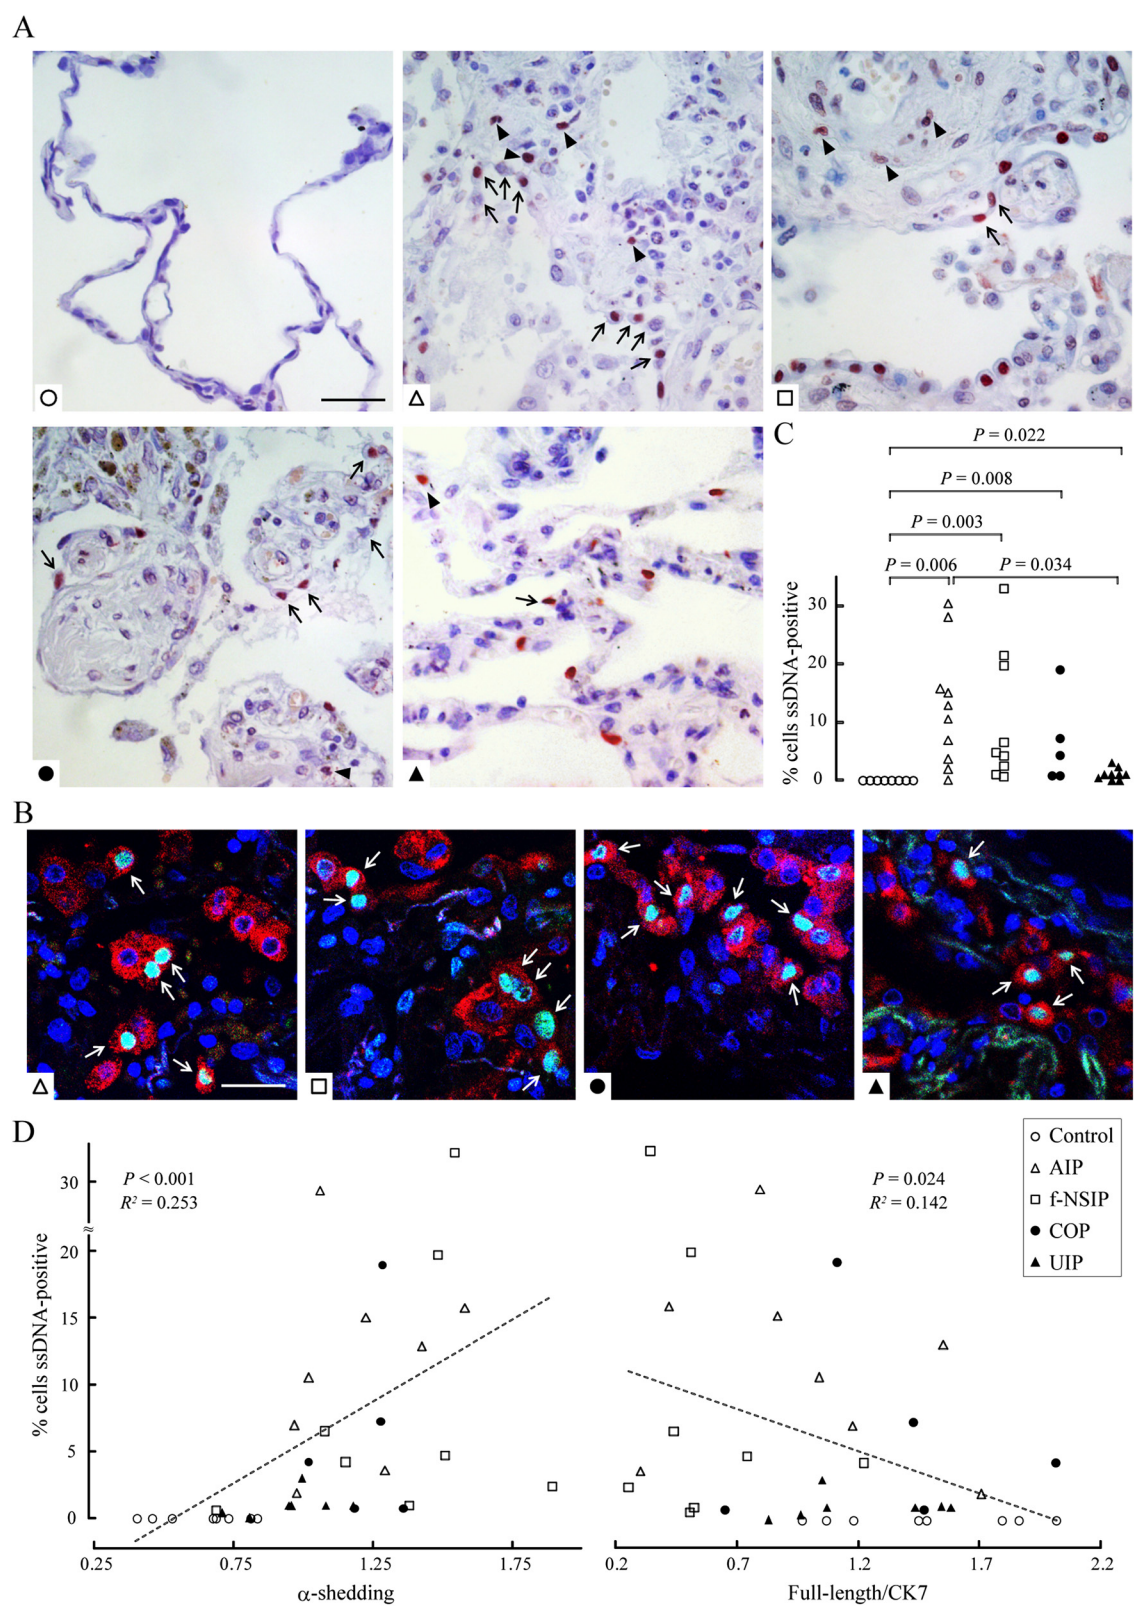 A
C
P = 0.022
P = 0.008
P = 0.003
P = 0.006
P = 0.034
% cells ssDNA-positive
30
20
10
0
B
D
P < 0.001
R² = 0.253
P = 0.024
R² = 0.142
Control
AIP
f-NSIP
COP
UIP
% cells ssDNA-positive
30
20
15
10
5
0
0.25
0.75
1.25
1.75
α-shedding
0.2
0.7
1.2
1.7
2.2
Full-length/CK7